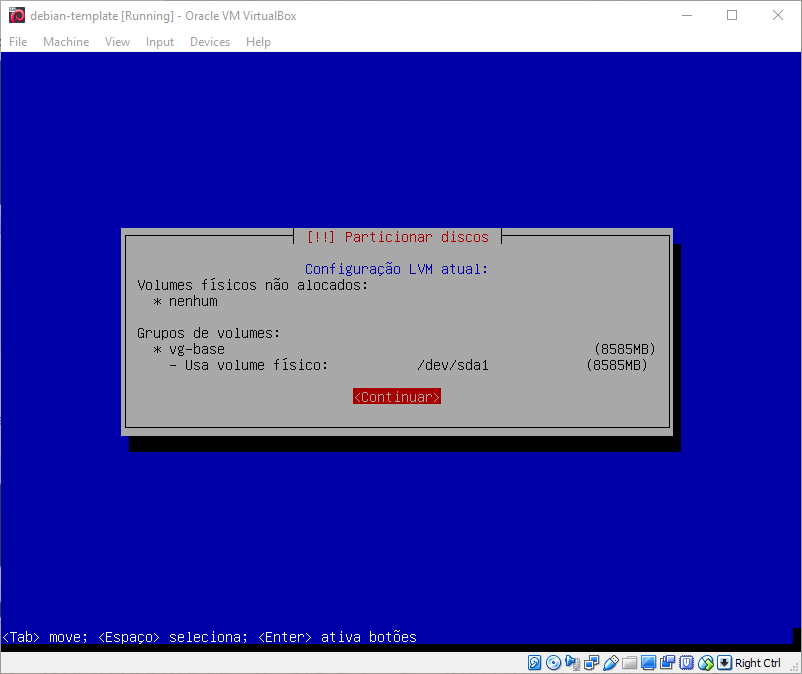 debian-template [Running] - Oracle VM VirtualBox
File Machine View Input Devices Help
[!!] Particionar discos
Configuração LVM atual:
Volumes físicos não alocados:
* nenhum
Grupos de volumes:
* vg-base (8585MB)
- Usa volume físico: /dev/sda1 (8585MB)
<Continuar>
<Tab> move; <Espaço> seleciona; <Enter> ativa botões
Right Ctrl